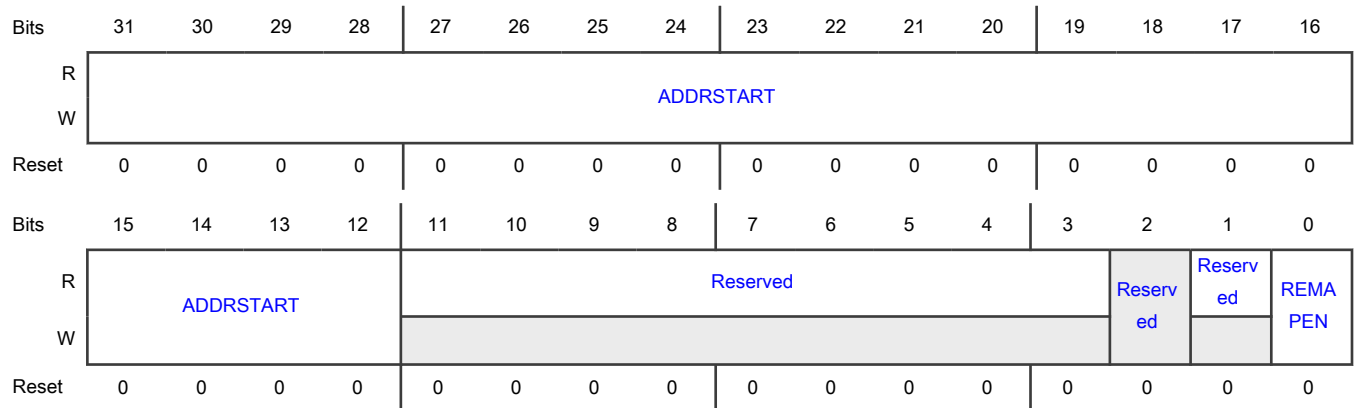 Bits 31 30 29 28 27 26 25 24 23 22 21 20 19 18 17 16
R
ADDRSTART
W
Reset 0 0 0 0 0 0 0 0 0 0 0 0 0 0 0 0
Bits 15 14 13 12 11 10 9 8 7 6 5 4 3 2 1 0
R
ADDRSTART
Reserved
Reserv
ed
Reserv
ed
REMA
PEN
W
Reset 0 0 0 0 0 0 0 0 0 0 0 0 0 0 0 0